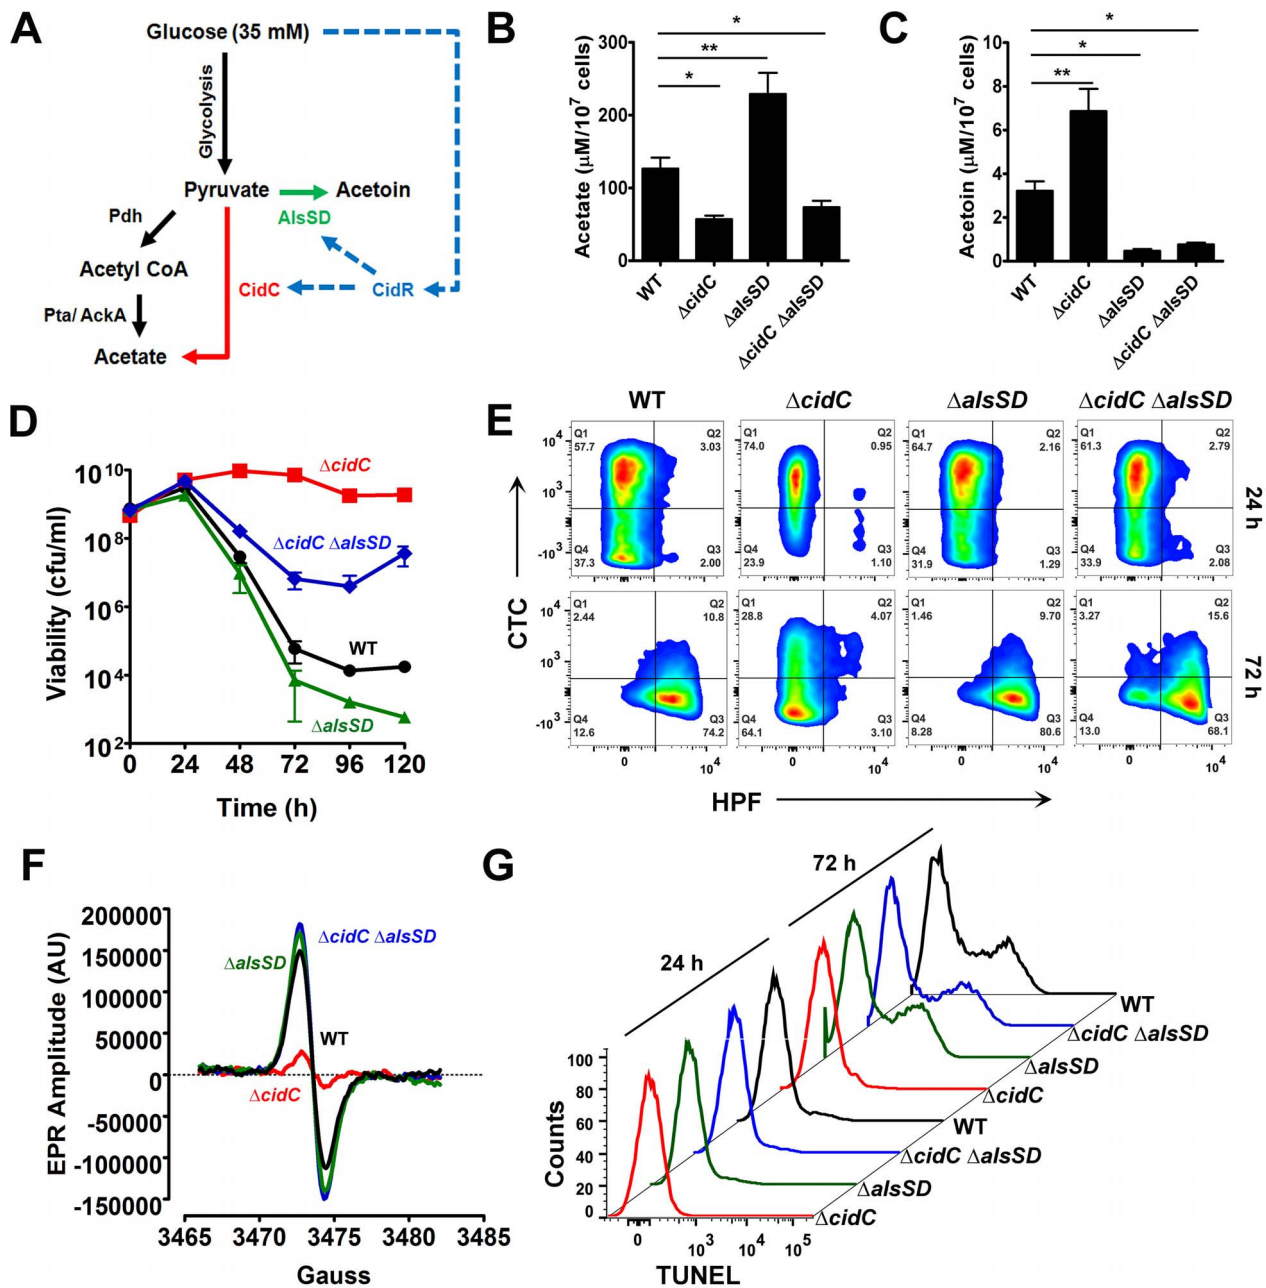 A
Glucose (35 mM)
Glycolysis
Pyruvate
Acetoin
AlsSD
Pdh
Acetyl CoA
CidC
CidR
Pta/ AckA
Acetate
B
Acetate (µM/10⁷ cells)
300
200
100
0
*
**
*
WT
ΔcidC
ΔalsSD
ΔcidC ΔalsSD
C
Acetoin (µM/10⁷ cells)
10
8
6
4
2
0
*
*
**
WT
ΔcidC
ΔalsSD
ΔcidC ΔalsSD
D
Viability (cfu/ml)
10¹⁰
10⁸
10⁶
10⁴
10²
ΔcidC
ΔcidC ΔalsSD
WT
ΔalsSD
0 24 48 72 96 120
Time (h)
E
WT ΔcidC ΔalsSD ΔcidC ΔalsSD
Q1 57.7
Q2 3.03
Q4 37.3
Q3 2.00
Q1 74.0
Q2 0.95
Q4 23.9
Q3 1.10
Q1 64.7
Q2 2.16
Q4 31.9
Q3 1.29
Q1 61.3
Q2 2.79
Q4 33.9
Q3 2.08
24 h
10⁴
10³
-10³
Q1 2.44
Q2 10.8
Q4 12.6
Q3 74.2
Q1 28.8
Q2 4.07
Q4 64.1
Q3 3.10
Q1 1.46
Q2 9.70
Q4 8.28
Q3 80.6
Q1 3.27
Q2 15.6
Q4 13.0
Q3 68.1
72 h
10⁴
10³
-10³
0 10⁴ 0 10⁴ 0 10⁴ 0 10⁴
CTC
HPF
F
EPR Amplitude (AU)
200000
150000
100000
50000
0
-50000
-100000
-150000
ΔcidC ΔalsSD
ΔalsSD
WT
ΔcidC
3465 3470 3475 3480 3485
Gauss
G
72 h
24 h
WT
ΔcidC ΔalsSD
ΔalsSD
ΔcidC
WT
ΔcidC ΔalsSD
ΔalsSD
ΔcidC
Counts
100
80
60
40
20
0
0 10³ 10⁴ 10⁵
TUNEL